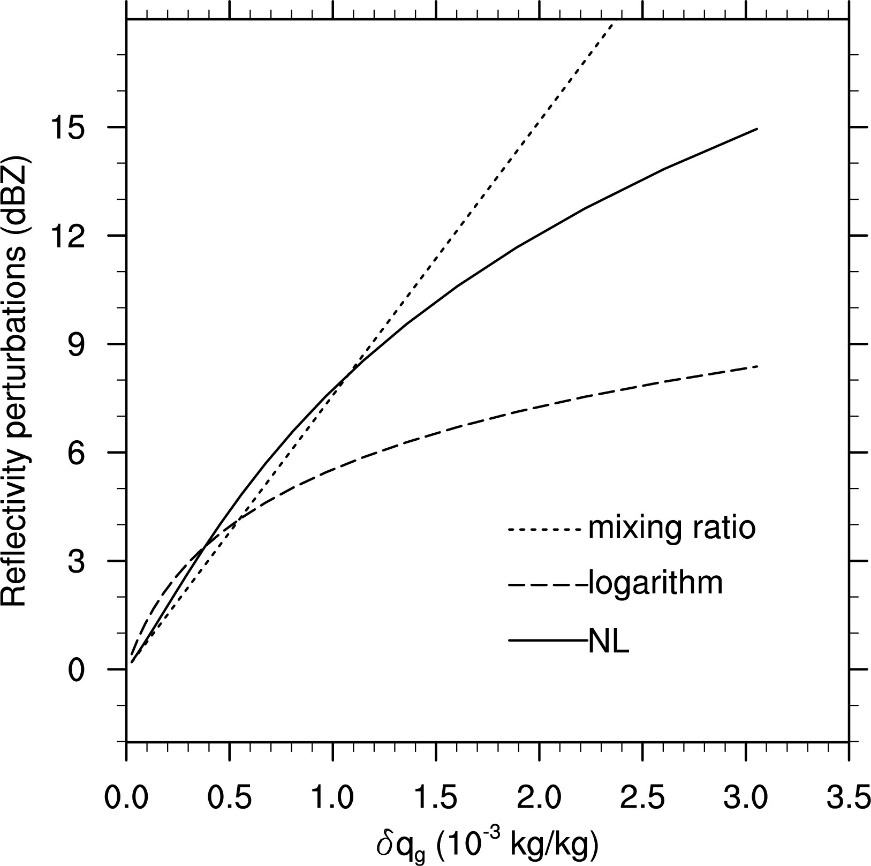 Reflectivity perturbations (dBZ)
15
12
9
6
3
0
mixing ratio
logarithm
NL
0.0 0.5 1.0 1.5 2.0 2.5 3.0 3.5
δq_g (10⁻³ kg/kg)